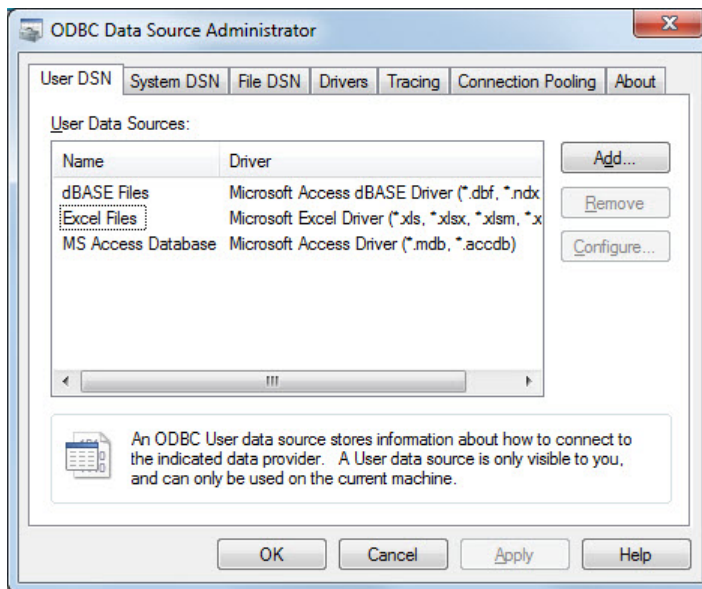 ODBC Data Source Administrator
User DSN System DSN File DSN Drivers Tracing Connection Pooling About
User Data Sources:
Name Driver
Add...
dBASE Files Microsoft Access dBASE Driver (*.dbf, *.ndx
Remove
Excel Files Microsoft Excel Driver (*.xls, *.xlsx, *.xlsm, *.x
MS Access Database Microsoft Access Driver (*.mdb, *.accdb)
Configure...
An ODBC User data source stores information about how to connect to
the indicated data provider. A User data source is only visible to you,
and can only be used on the current machine.
OK Cancel Apply Help